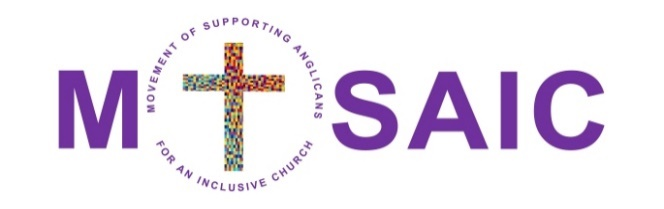 M SAIC
MOVEMENT OF SUPPORTING ANGLICANS
FOR AN INCLUSIVE CHURCH